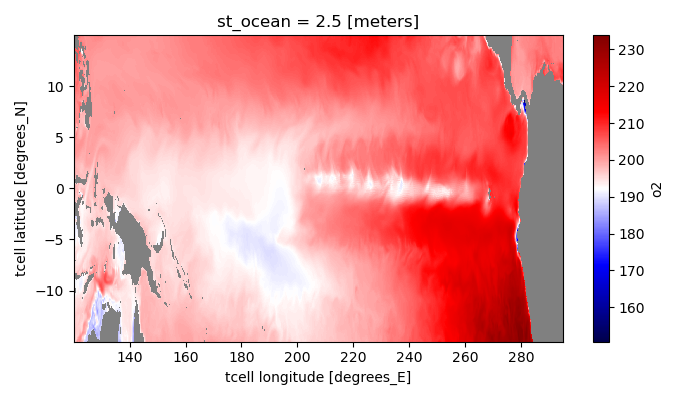 st_ocean = 2.5 [meters]
10
5
0
−5
−10
tcell latitude [degrees_N]
140 160 180 200 220 240 260 280
tcell longitude [degrees_E]
230
220
210
200
190
180
170
160
o2